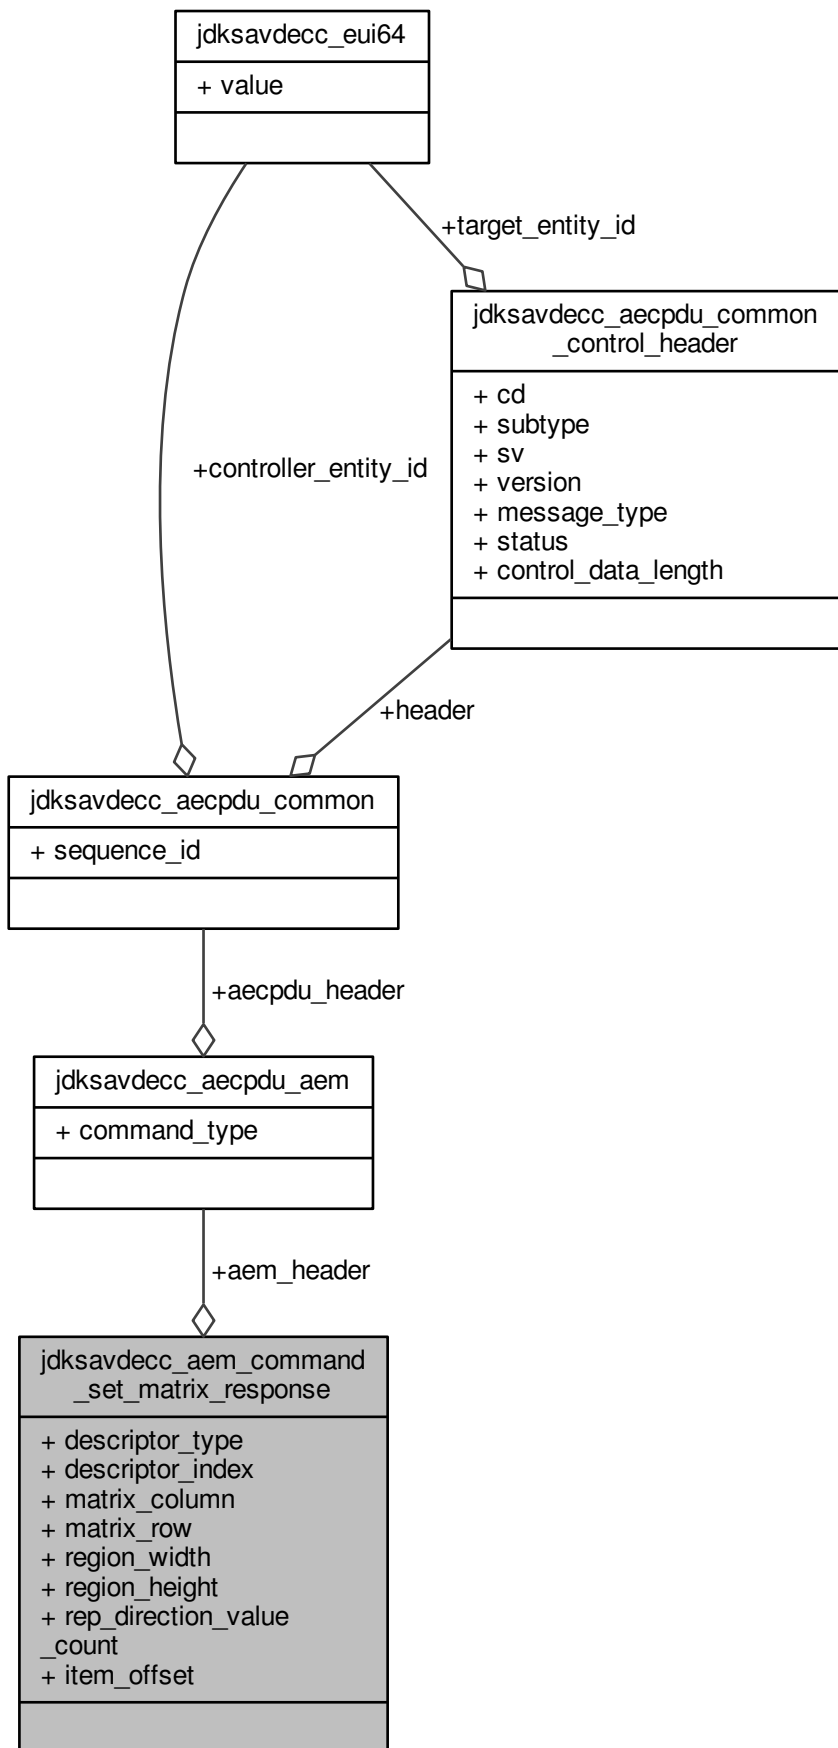 jdksavdecc_eui64
+ value
+target_entity_id
jdksavdecc_aecpdu_common
_control_header
+ cd
+ subtype
+ sv
+ version
+ message_type
+ status
+ control_data_length
+controller_entity_id
+header
jdksavdecc_aecpdu_common
+ sequence_id
+aecpdu_header
jdksavdecc_aecpdu_aem
+ command_type
+aem_header
jdksavdecc_aem_command
_set_matrix_response
+ descriptor_type
+ descriptor_index
+ matrix_column
+ matrix_row
+ region_width
+ region_height
+ rep_direction_value
_count
+ item_offset